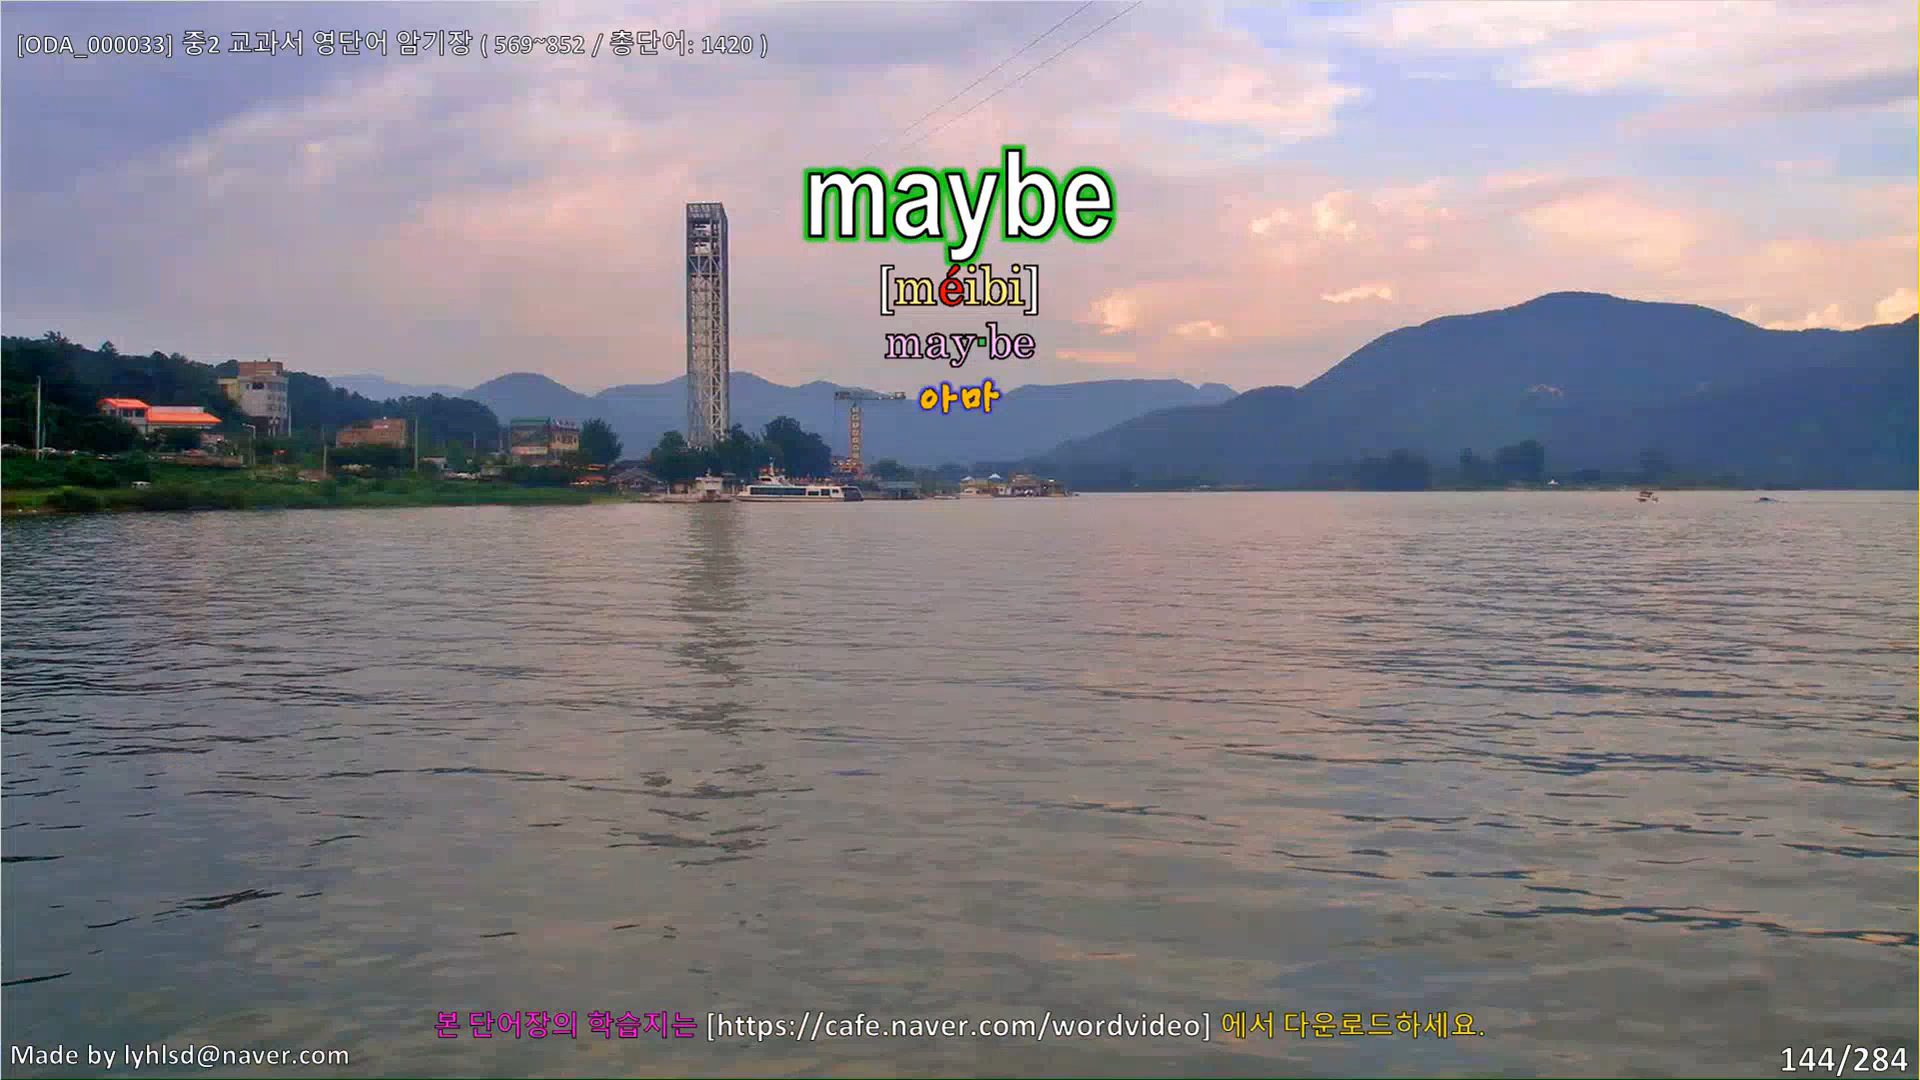 [ODA_000033] 중2 교과서 영단어 암기장 ( 569~852 / 총단어: 1420 )
maybe
[méibi]
may·be
아마
본 단어장의 학습지는 [https://cafe.naver.com/wordvideo] 에서 다운로드하세요.
Made by lyhlsd@naver.com
144/284